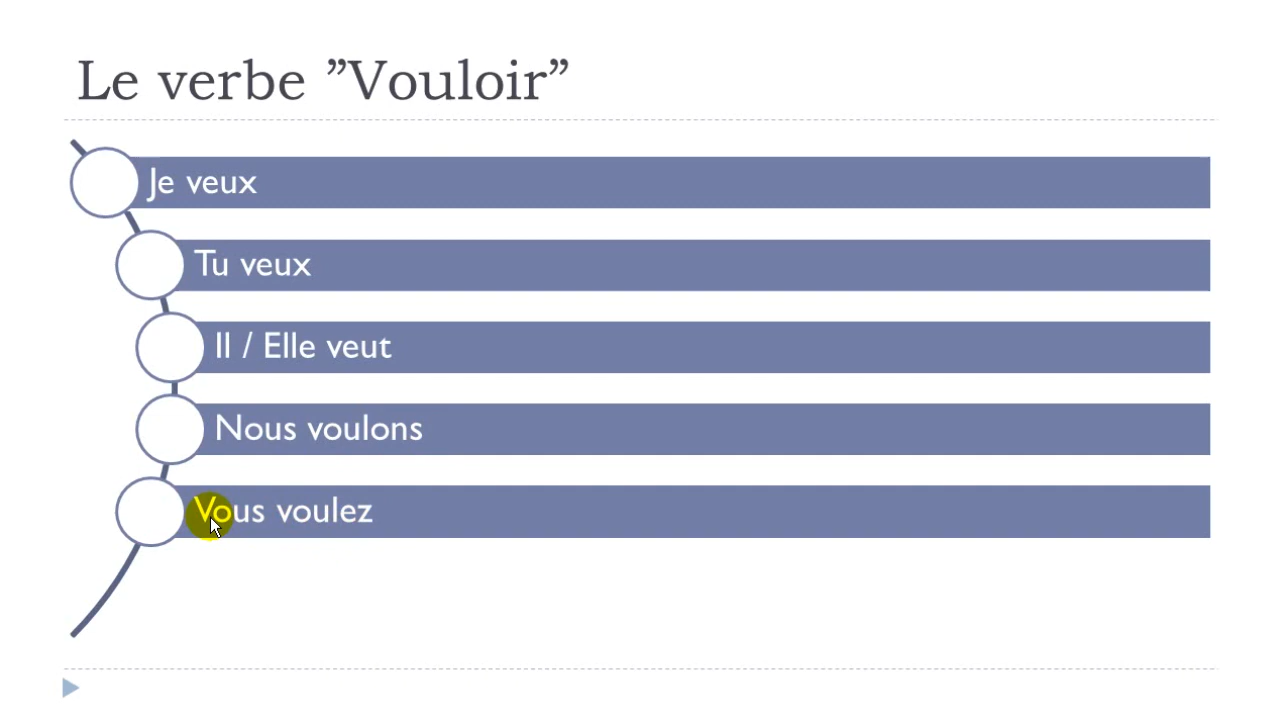 Le verbe ”Vouloir”
Je veux
Tu veux
Il / Elle veut
Nous voulons
Vous voulez